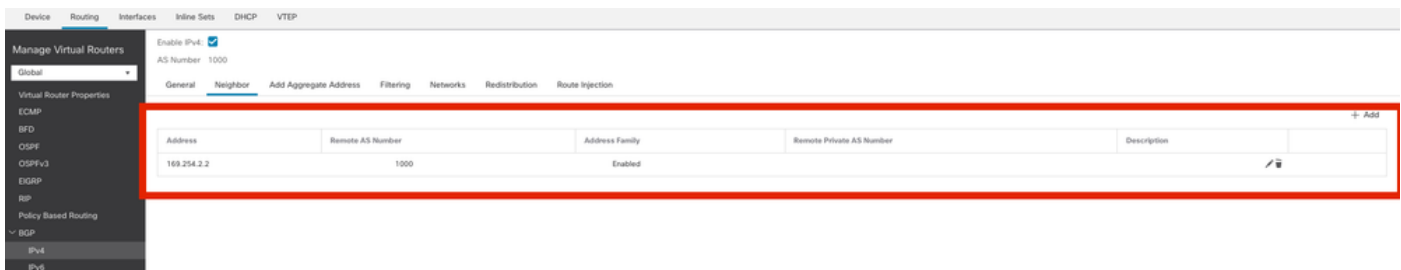 Device Routing Interfaces Inline Sets DHCP VTEP
Manage Virtual Routers
Global
Virtual Router Properties
ECMP
BFD
OSPF
OSPFv3
EIGRP
RIP
Policy Based Routing
BGP
IPv4
IPv6
Enable IPv4:
AS Number 1000
General Neighbor Add Aggregate Address Filtering Networks Redistribution Route Injection
+ Add
Address Remote AS Number Address Family Remote Private AS Number Description
169.254.2.2 1000 Enabled